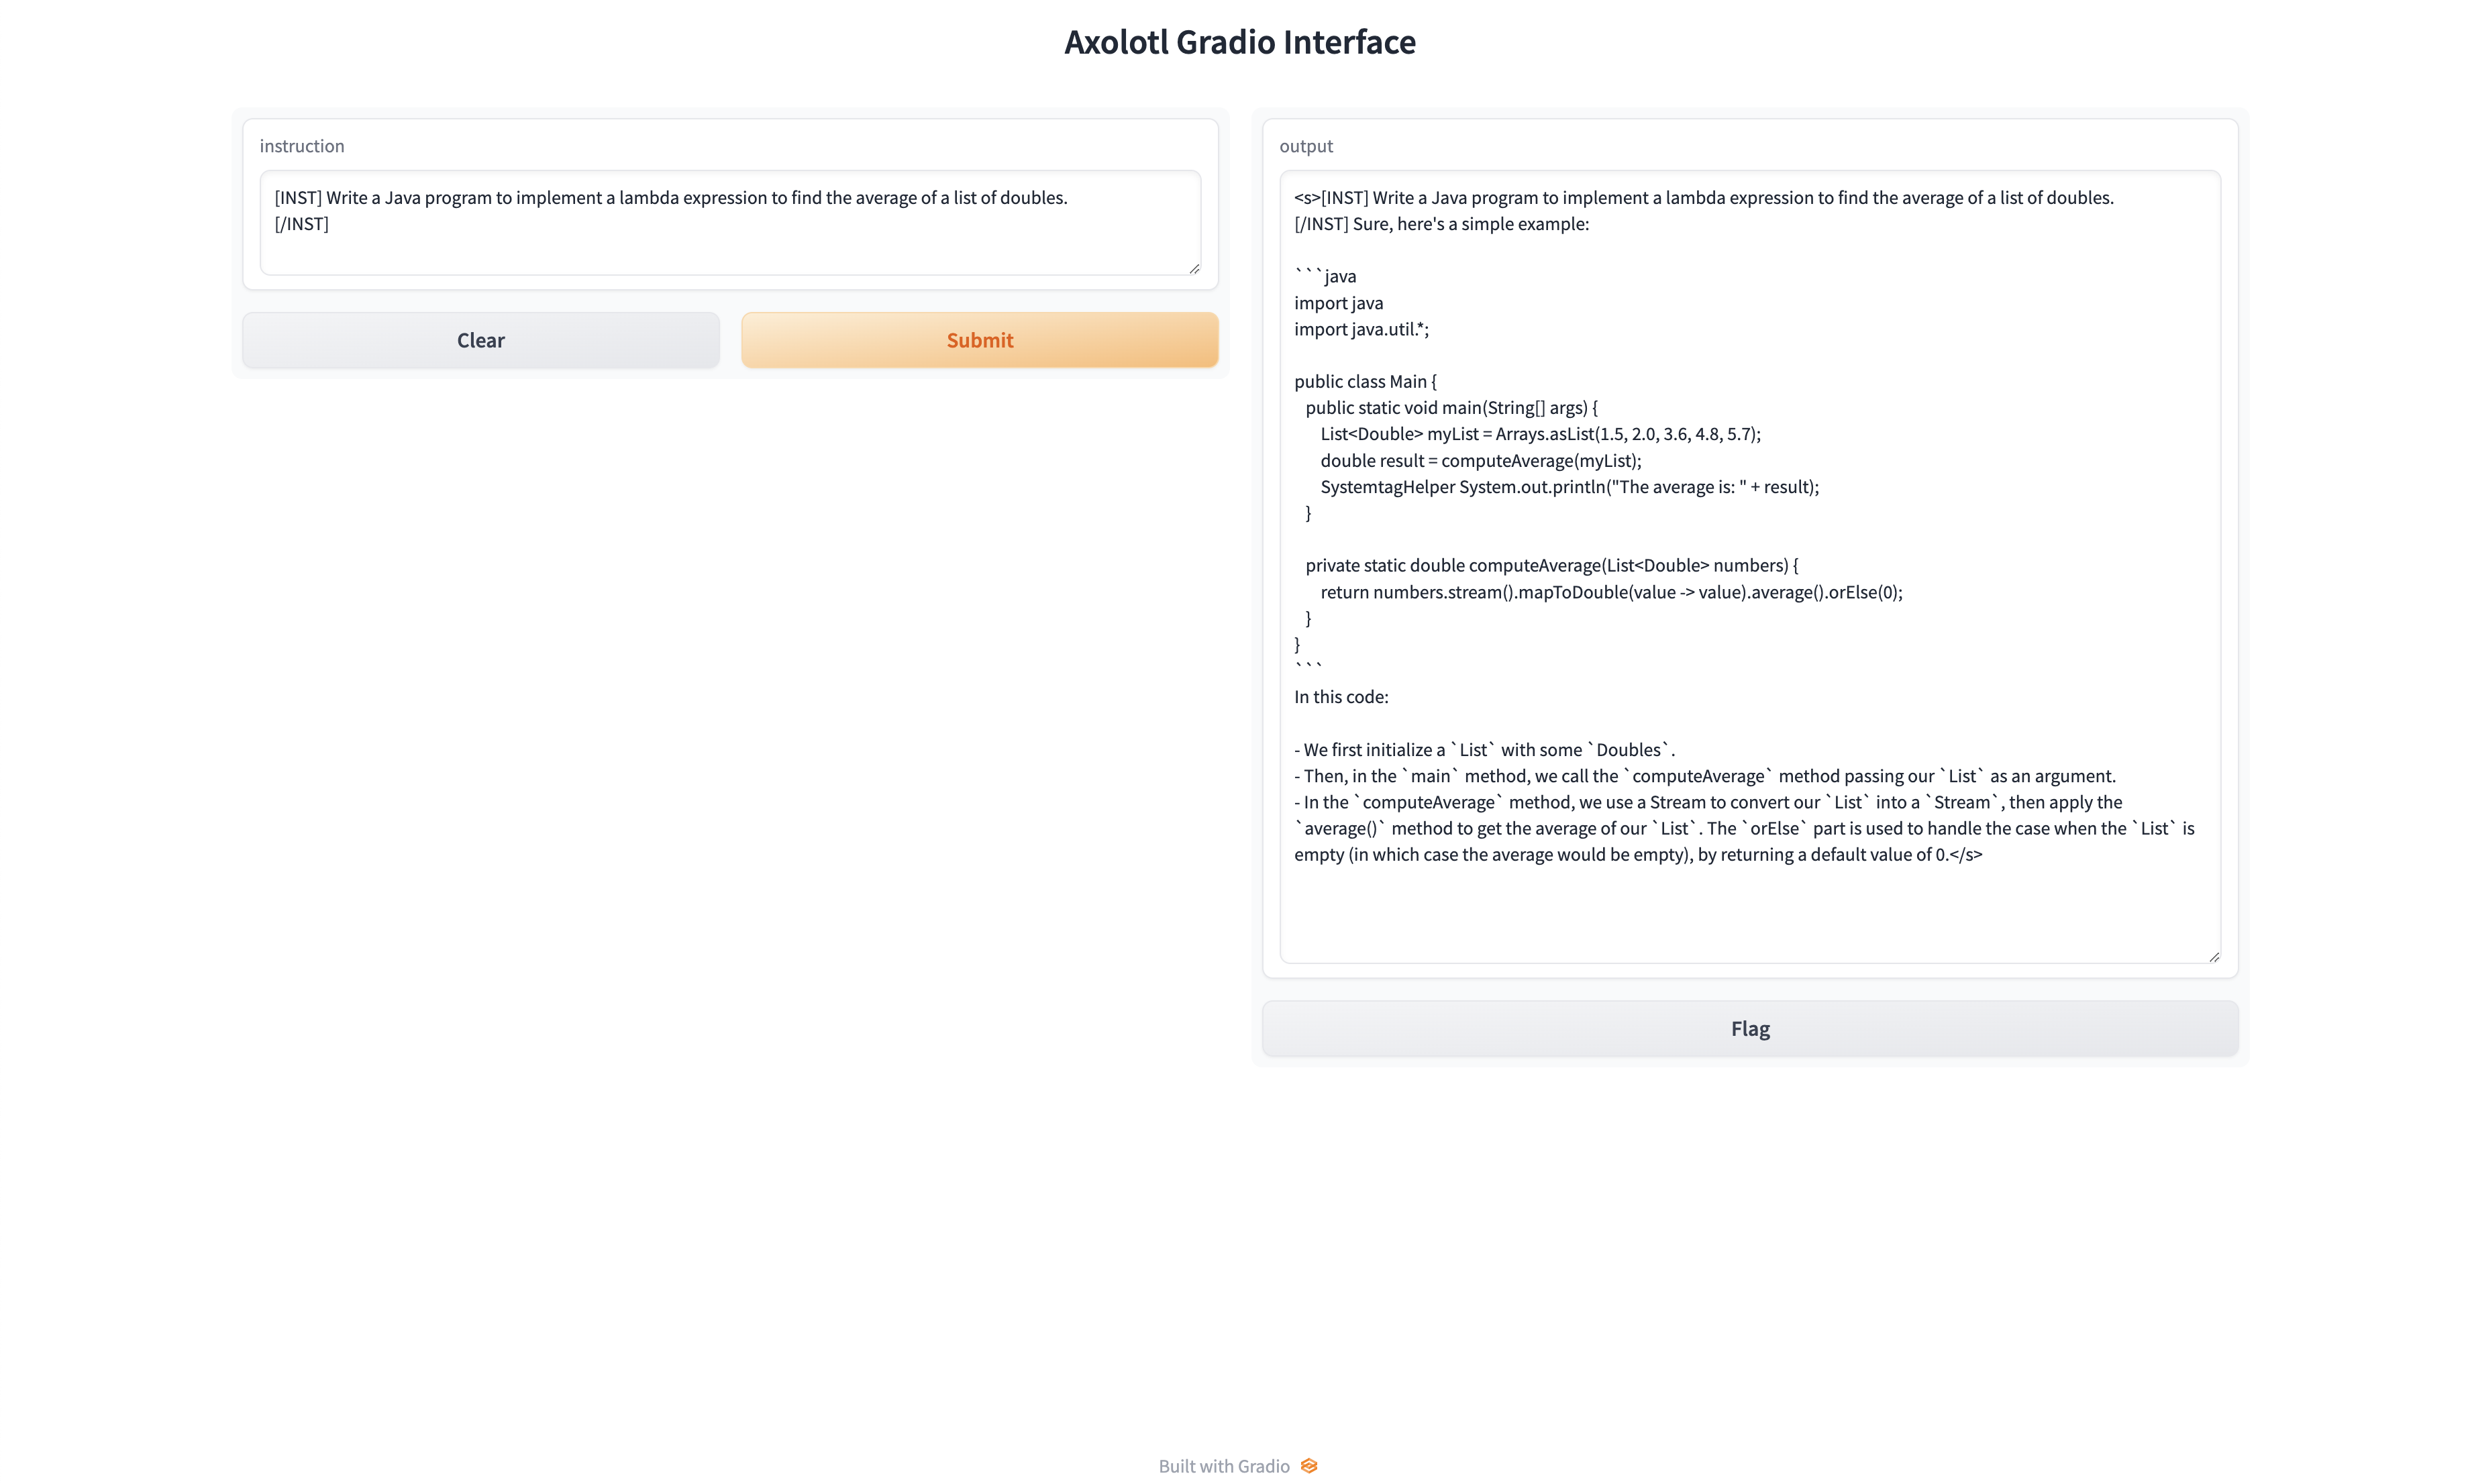 Axolotl Gradio Interface
instruction
[INST] Write a Java program to implement a lambda expression to find the average of a list of doubles.
[/INST]
Clear
Submit
output
<s>[INST] Write a Java program to implement a lambda expression to find the average of a list of doubles.
[/INST] Sure, here's a simple example:
```java
import java
import java.util.*;
public class Main {
public static void main(String[] args) {
List<Double> myList = Arrays.asList(1.5, 2.0, 3.6, 4.8, 5.7);
double result = computeAverage(myList);
SystemtagHelper System.out.println("The average is: " + result);
}
private static double computeAverage(List<Double> numbers) {
return numbers.stream().mapToDouble(value -> value).average().orElse(0);
}
}
```
In this code:
- We first initialize a `List` with some `Doubles`.
- Then, in the `main` method, we call the `computeAverage` method passing our `List` as an argument.
- In the `computeAverage` method, we use a Stream to convert our `List` into a `Stream`, then apply the
`average()` method to get the average of our `List`. The `orElse` part is used to handle the case when the `List` is
empty (in which case the average would be empty), by returning a default value of 0.</s>
Flag
Built with Gradio